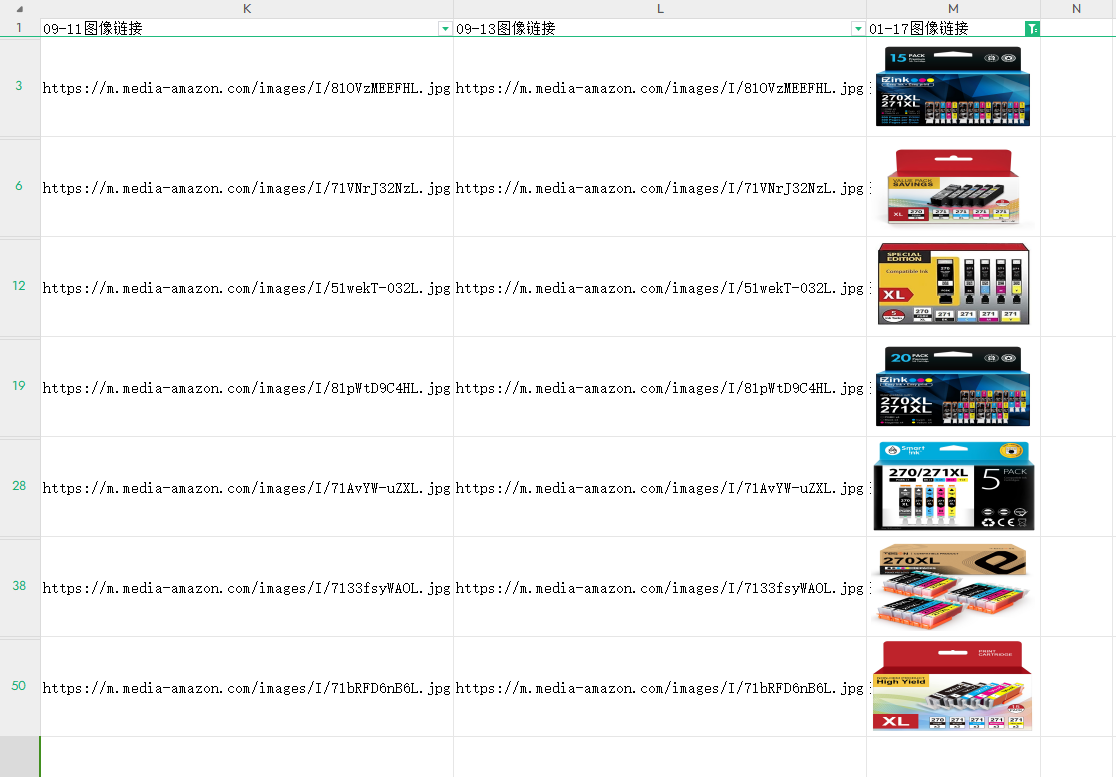 K L M N
1 09-11图像链接 09-13图像链接 01-17图像链接
3 https://m.media-amazon.com/images/I/81OVzMEEFHL.jpg https://m.media-amazon.com/images/I/81OVzMEEFHL.jpg
15 PACK
EZink
270XL
271XL
6 https://m.media-amazon.com/images/I/71VNrJ32NzL.jpg https://m.media-amazon.com/images/I/71VNrJ32NzL.jpg
VALUE PACK
SAVINGS
XL 270 271 271 271 271
12 https://m.media-amazon.com/images/I/51wekT-O32L.jpg https://m.media-amazon.com/images/I/51wekT-O32L.jpg
SPECIAL
EDITION
Compatible Ink
XL
270 271 271 271 271
19 https://m.media-amazon.com/images/I/81pWtD9C4HL.jpg https://m.media-amazon.com/images/I/81pWtD9C4HL.jpg
20 PACK
EZink
270XL
271XL
28 https://m.media-amazon.com/images/I/71AvYW-uZXL.jpg https://m.media-amazon.com/images/I/71AvYW-uZXL.jpg
Smart
Ink
270/271XL 5 PACK
38 https://m.media-amazon.com/images/I/7133fsyWAOL.jpg https://m.media-amazon.com/images/I/7133fsyWAOL.jpg
270XL
50 https://m.media-amazon.com/images/I/71bRFD6nB6L.jpg https://m.media-amazon.com/images/I/71bRFD6nB6L.jpg
PRINT
CARTRIDGE
High Yield
XL 270 271 271 271 271